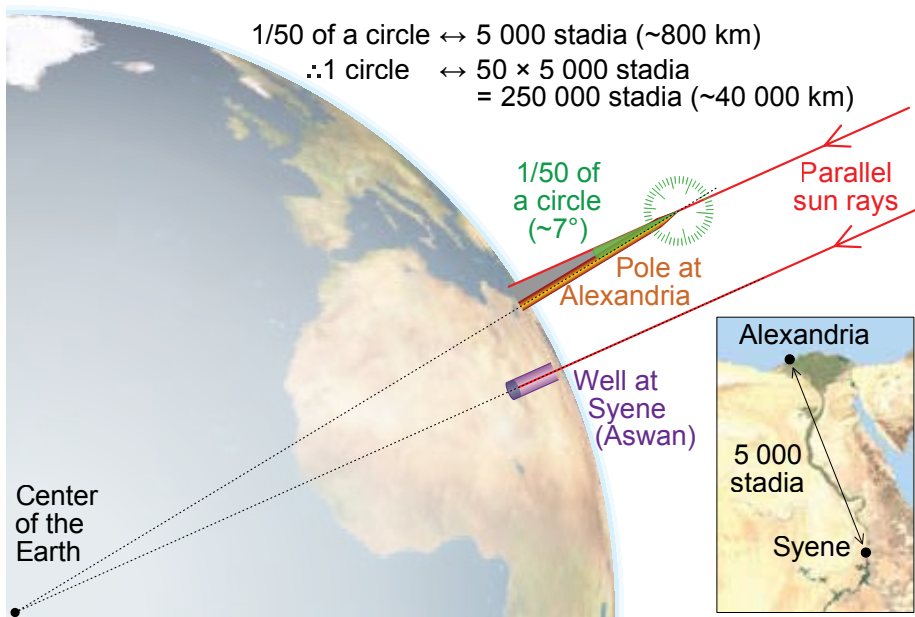 1/50 of a circle ↔ 5 000 stadia (~800 km)
∴1 circle ↔ 50 × 5 000 stadia
= 250 000 stadia (~40 000 km)
1/50 of
a circle
(~7°)
Parallel
sun rays
Pole at
Alexandria
Well at
Syene
(Aswan)
Center
of the
Earth
Alexandria
5 000
stadia
Syene